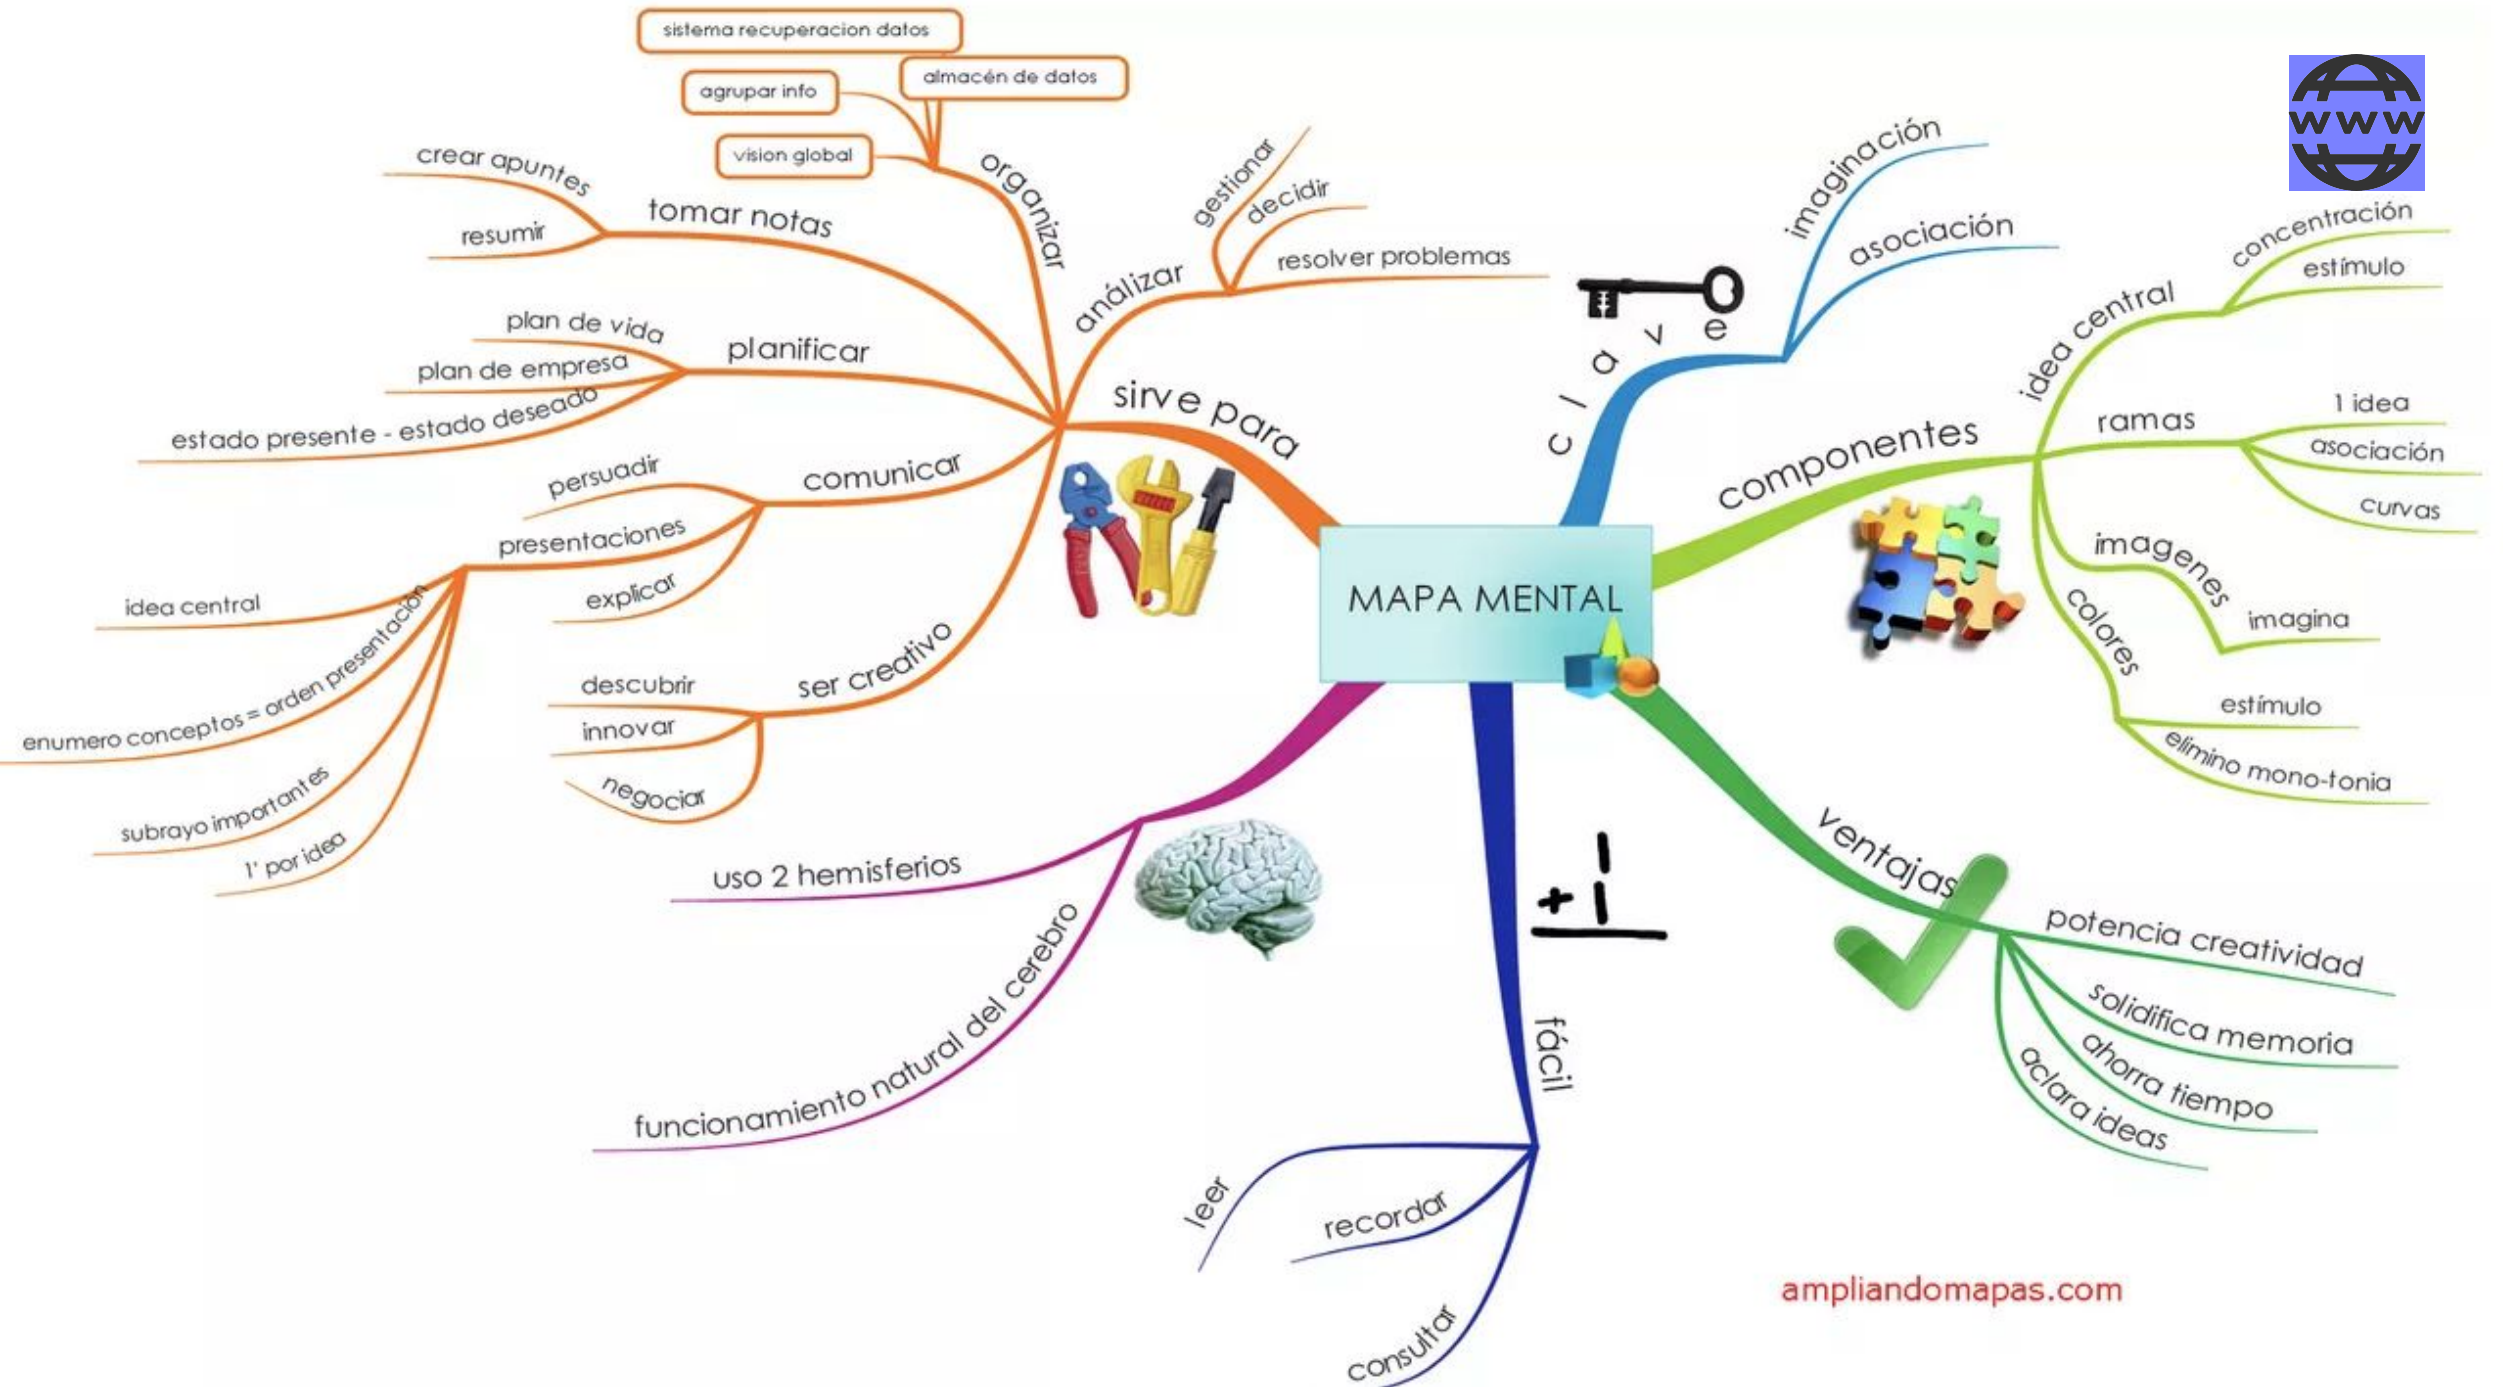 MAPA MENTAL
sirve para
análizar
gestionar
decidir
resolver problemas
organizar
sistema recuperacion datos
almacén de datos
agrupar info
vision global
tomar notas
crear apuntes
resumir
planificar
plan de vida
plan de empresa
estado presente - estado deseado
comunicar
persuadir
presentaciones
idea central
enumero conceptos = orden presentación
subrayo importantes
1' por idea
explicar
ser creativo
descubrir
innovar
negociar
clave
imaginación
asociación
WWW
componentes
idea central
concentración
estímulo
ramas
1 idea
asociación
curvas
imagenes
imagina
colores
estímulo
elimino mono-tonia
ventajas
potencia creatividad
solidifica memoria
ahorra tiempo
aclara ideas
1
+ 1
fácil
leer
recordar
consultar
uso 2 hemisferios
funcionamiento natural del cerebro
ampliandomapas.com